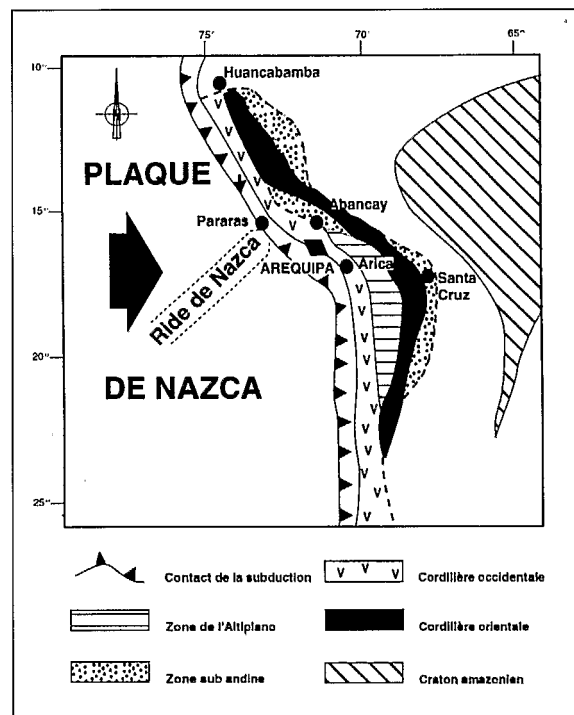 75°
70°
65°
10°
Huancabamba
PLAQUE
15°
Abancay
Pararas
AREQUIPA
Arica
Santa
Cruz
Ride de Nazca
20°
DE NAZCA
25°
Contact de la subduction
Cordillère occidentale
Zone de l'Altiplano
Cordillère orientale
Zone sub andine
Craton amazonien